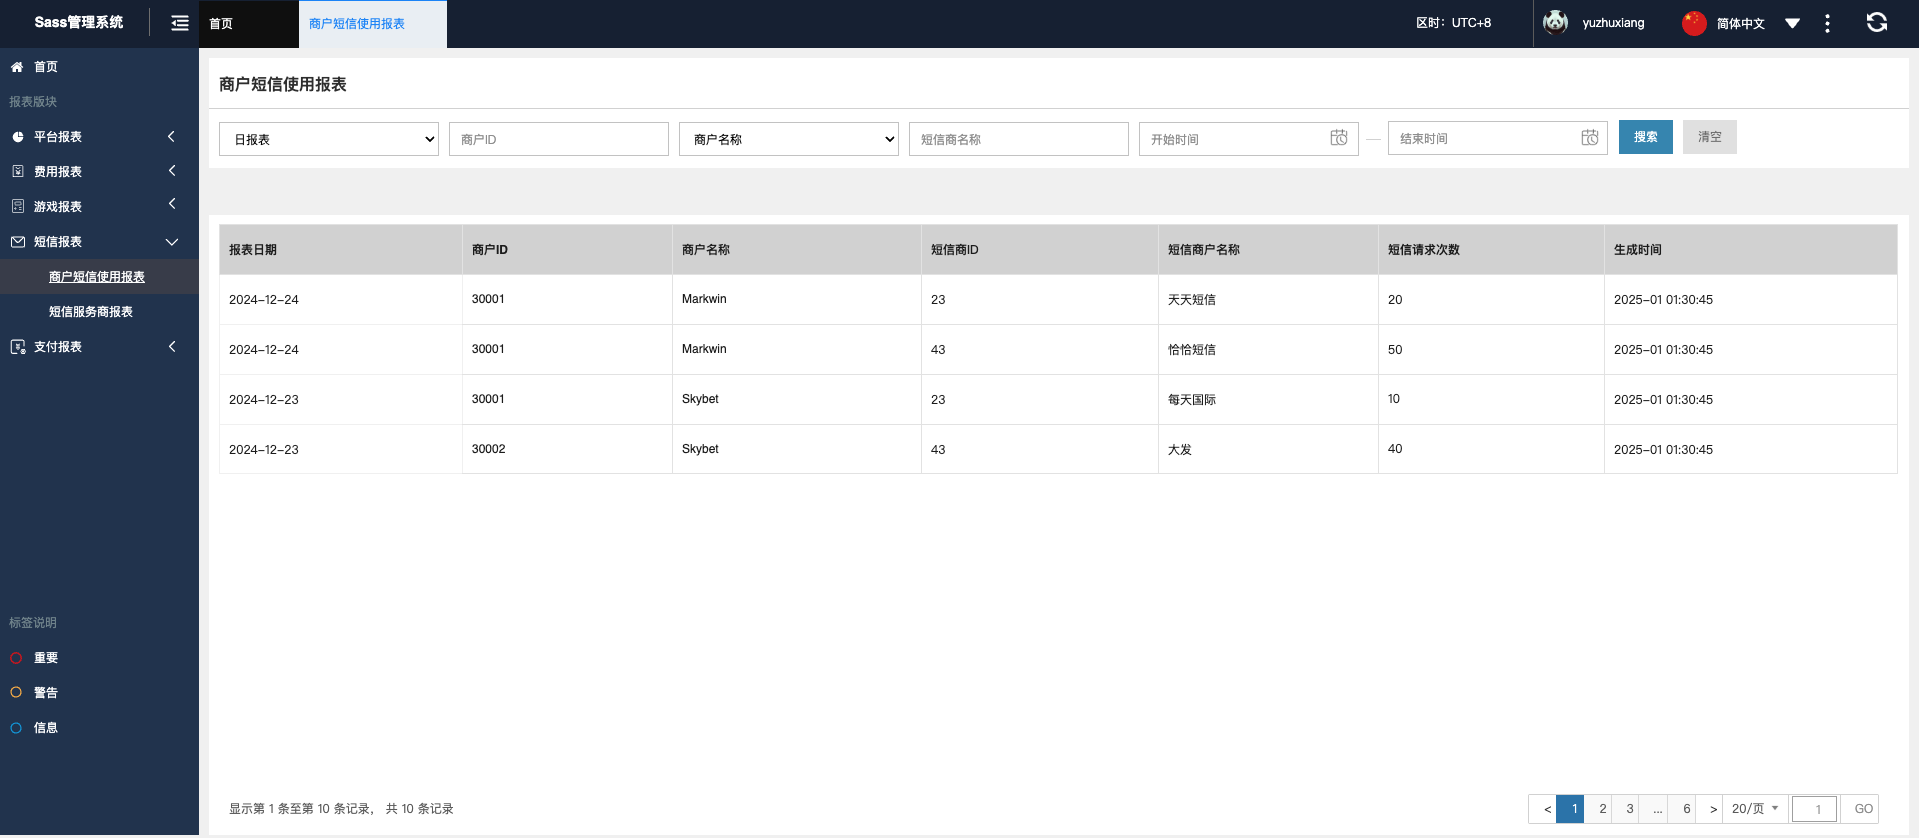 Sass管理系统
首页
商户短信使用报表
区时：UTC+8
yuzhuxiang
简体中文
首页
报表版块
平台报表
费用报表
游戏报表
短信报表
商户短信使用报表
短信服务商报表
支付报表
标签说明
重要
警告
信息
商户短信使用报表
日报表 商户ID 商户名称 短信商名称 开始时间 — 结束时间 搜索 清空
报表日期 商户ID 商户名称 短信商ID 短信商户名称 短信请求次数 生成时间
2024-12-24 30001 Markwin 23 天天短信 20 2025-01 01:30:45
2024-12-24 30001 Markwin 43 恰恰短信 50 2025-01 01:30:45
2024-12-23 30001 Skybet 23 每天国际 10 2025-01 01:30:45
2024-12-23 30002 Skybet 43 大发 40 2025-01 01:30:45
显示第 1 条至第 10 条记录， 共 10 条记录
< 1 2 3 ... 6 > 20/页 1 GO